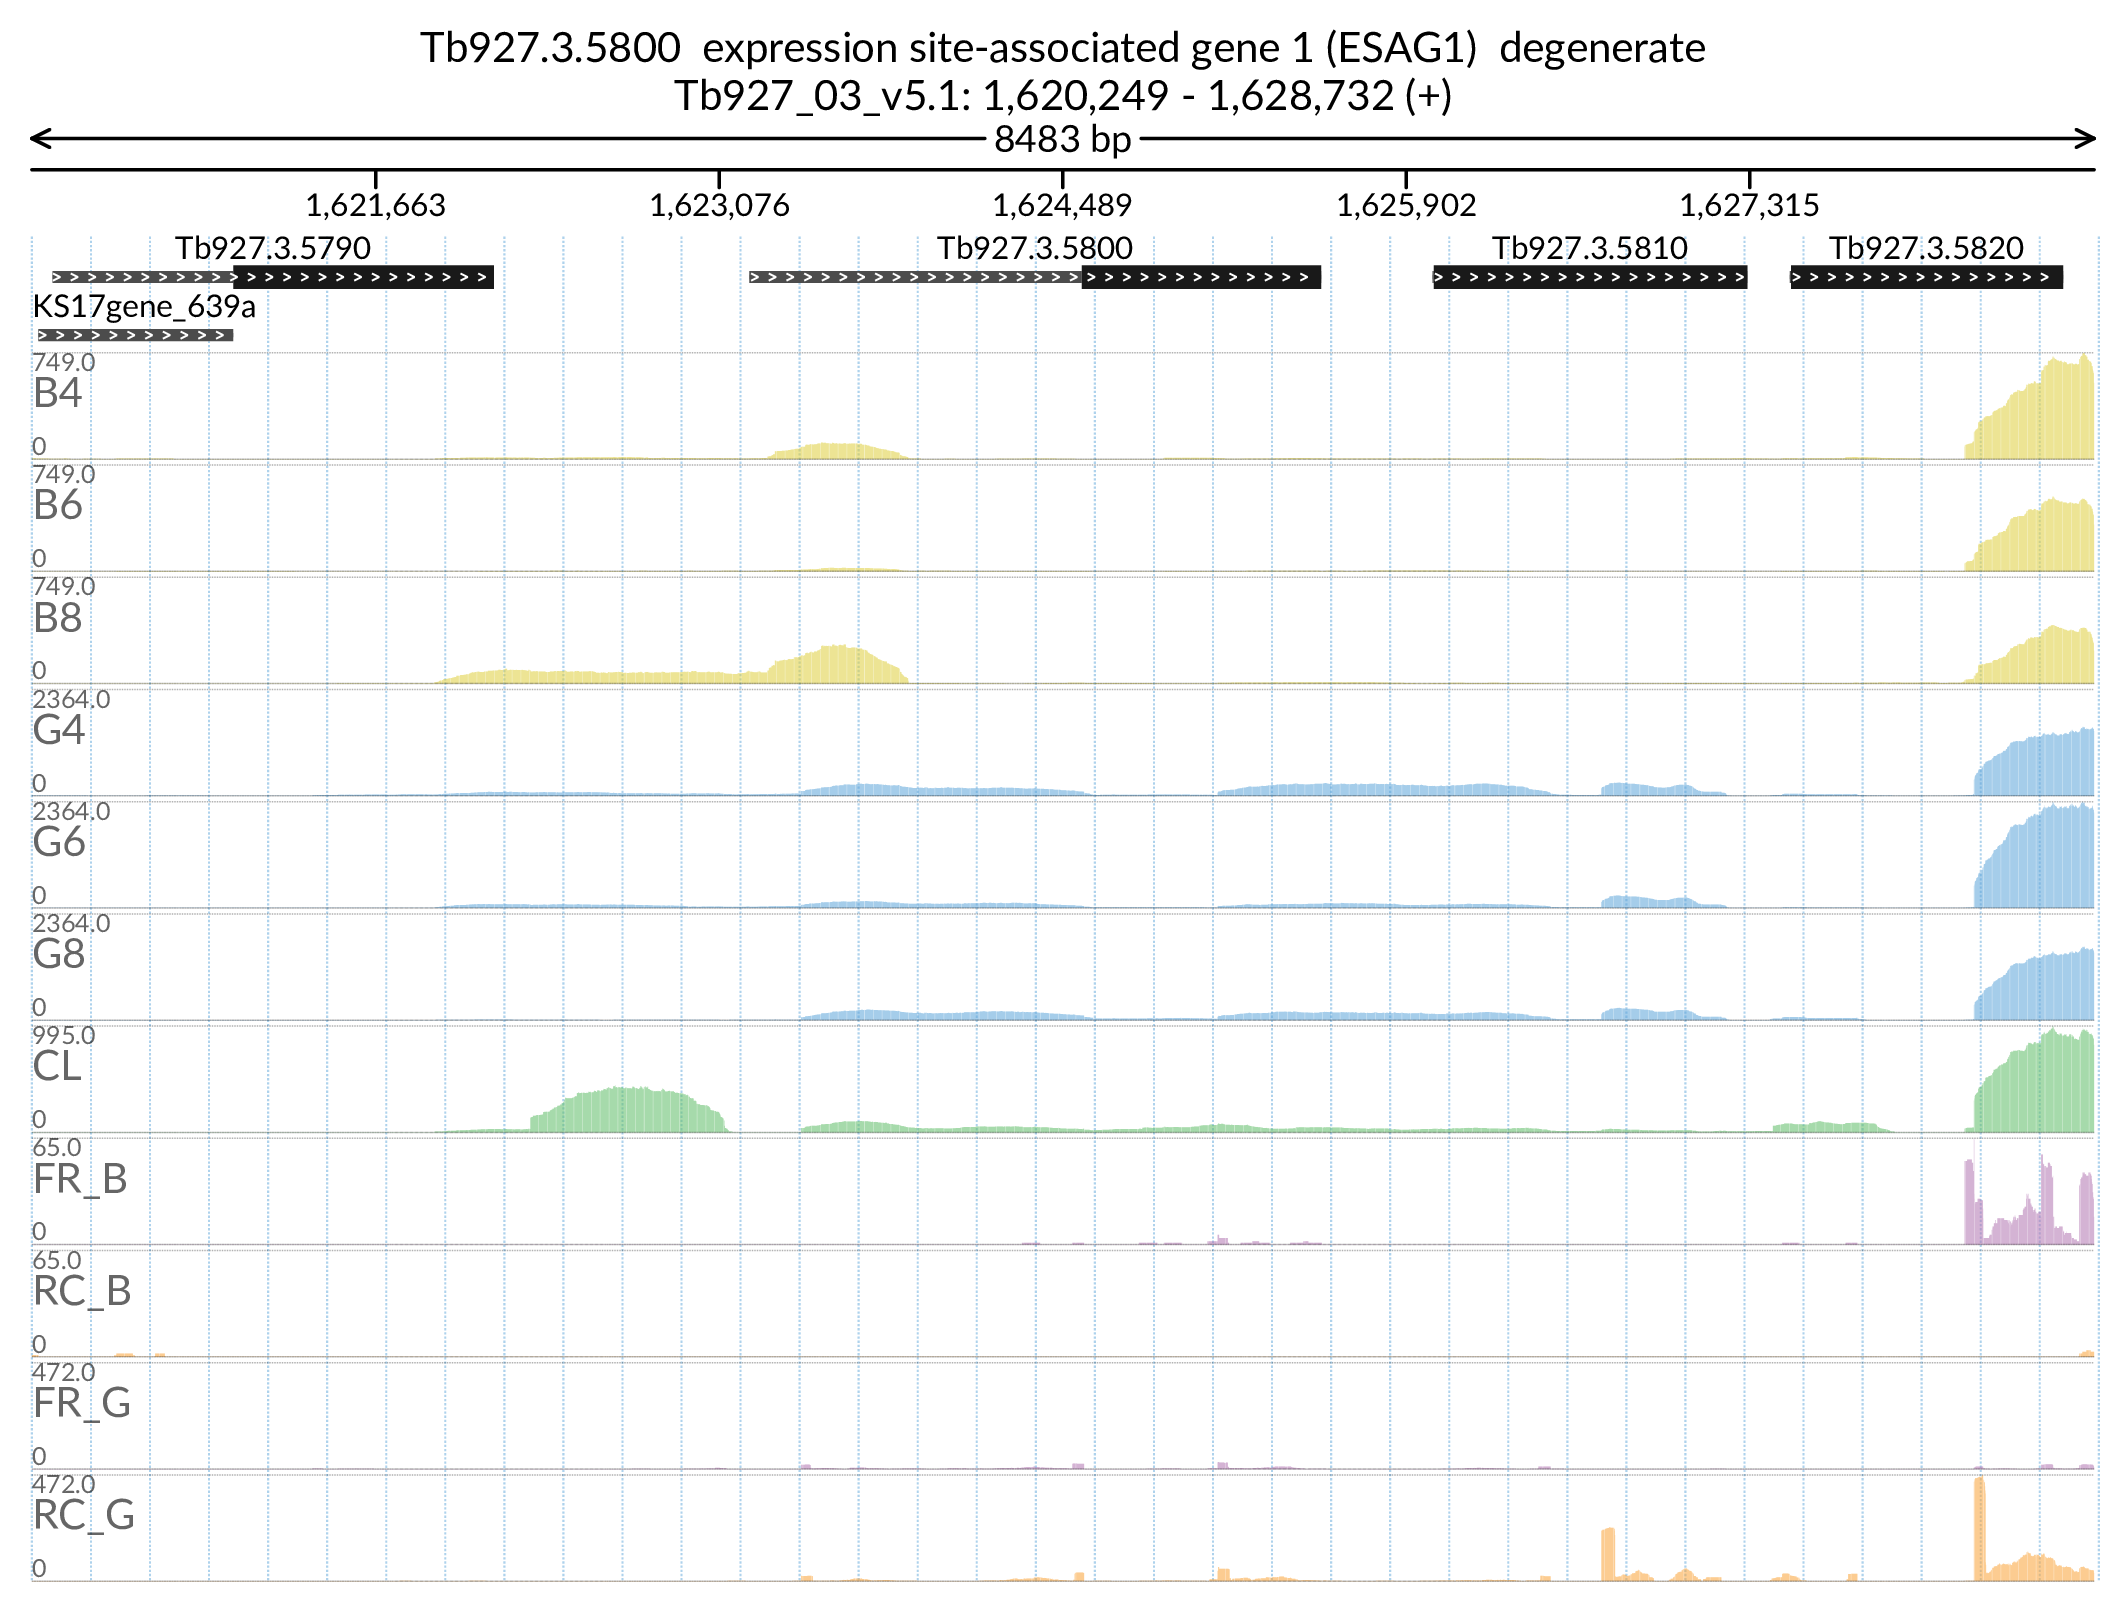 Tb927.3.5800 expression site-associated gene 1 (ESAG1) degenerate
Tb927_03_v5.1: 1,620,249 - 1,628,732 (+)
8483 bp
1,621,663 1,623,076 1,624,489 1,625,902 1,627,315
Tb927.3.5790 Tb927.3.5800 Tb927.3.5810 Tb927.3.5820
KS17gene_639a
749.0
B4
0
749.0
B6
0
749.0
B8
0
2364.0
G4
0
2364.0
G6
0
2364.0
G8
0
995.0
CL
0
65.0
FR_B
0
65.0
RC_B
0
472.0
FR_G
0
472.0
RC_G
0